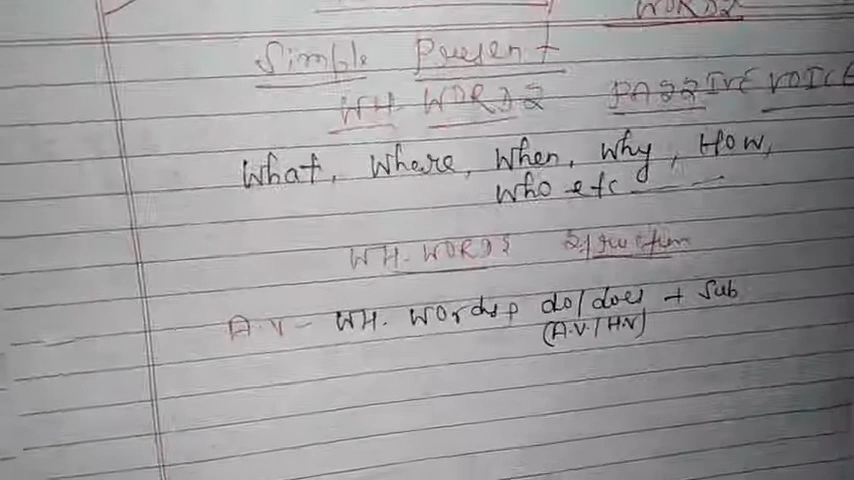 WORDS
Simple Present
WH WORDS PASSIVE VOICE
What, Where, When, Why, How,
Who etc
WH. WORDS
A.V - WH. Words + do/does + Sub
(A.V./H.V)